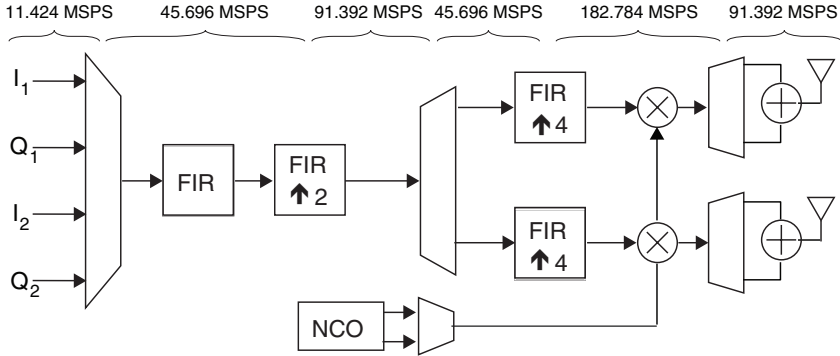 11.424 MSPS 45.696 MSPS 91.392 MSPS 45.696 MSPS 182.784 MSPS 91.392 MSPS
I1
Q1
I2
Q2
FIR
FIR
↑ 2
FIR
↑ 4
FIR
↑ 4
NCO